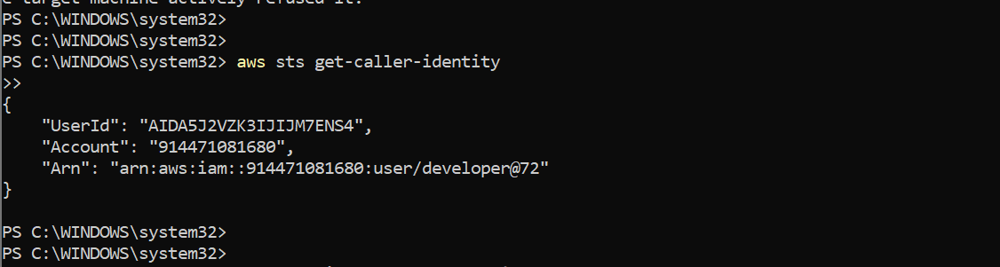 e target machine actively refused it.
PS C:\WINDOWS\system32>
PS C:\WINDOWS\system32>
PS C:\WINDOWS\system32> aws sts get-caller-identity
>>
{
    "UserId": "AIDA5J2VZK3IJIJM7ENS4",
    "Account": "914471081680",
    "Arn": "arn:aws:iam::914471081680:user/developer@72"
}
PS C:\WINDOWS\system32>
PS C:\WINDOWS\system32>